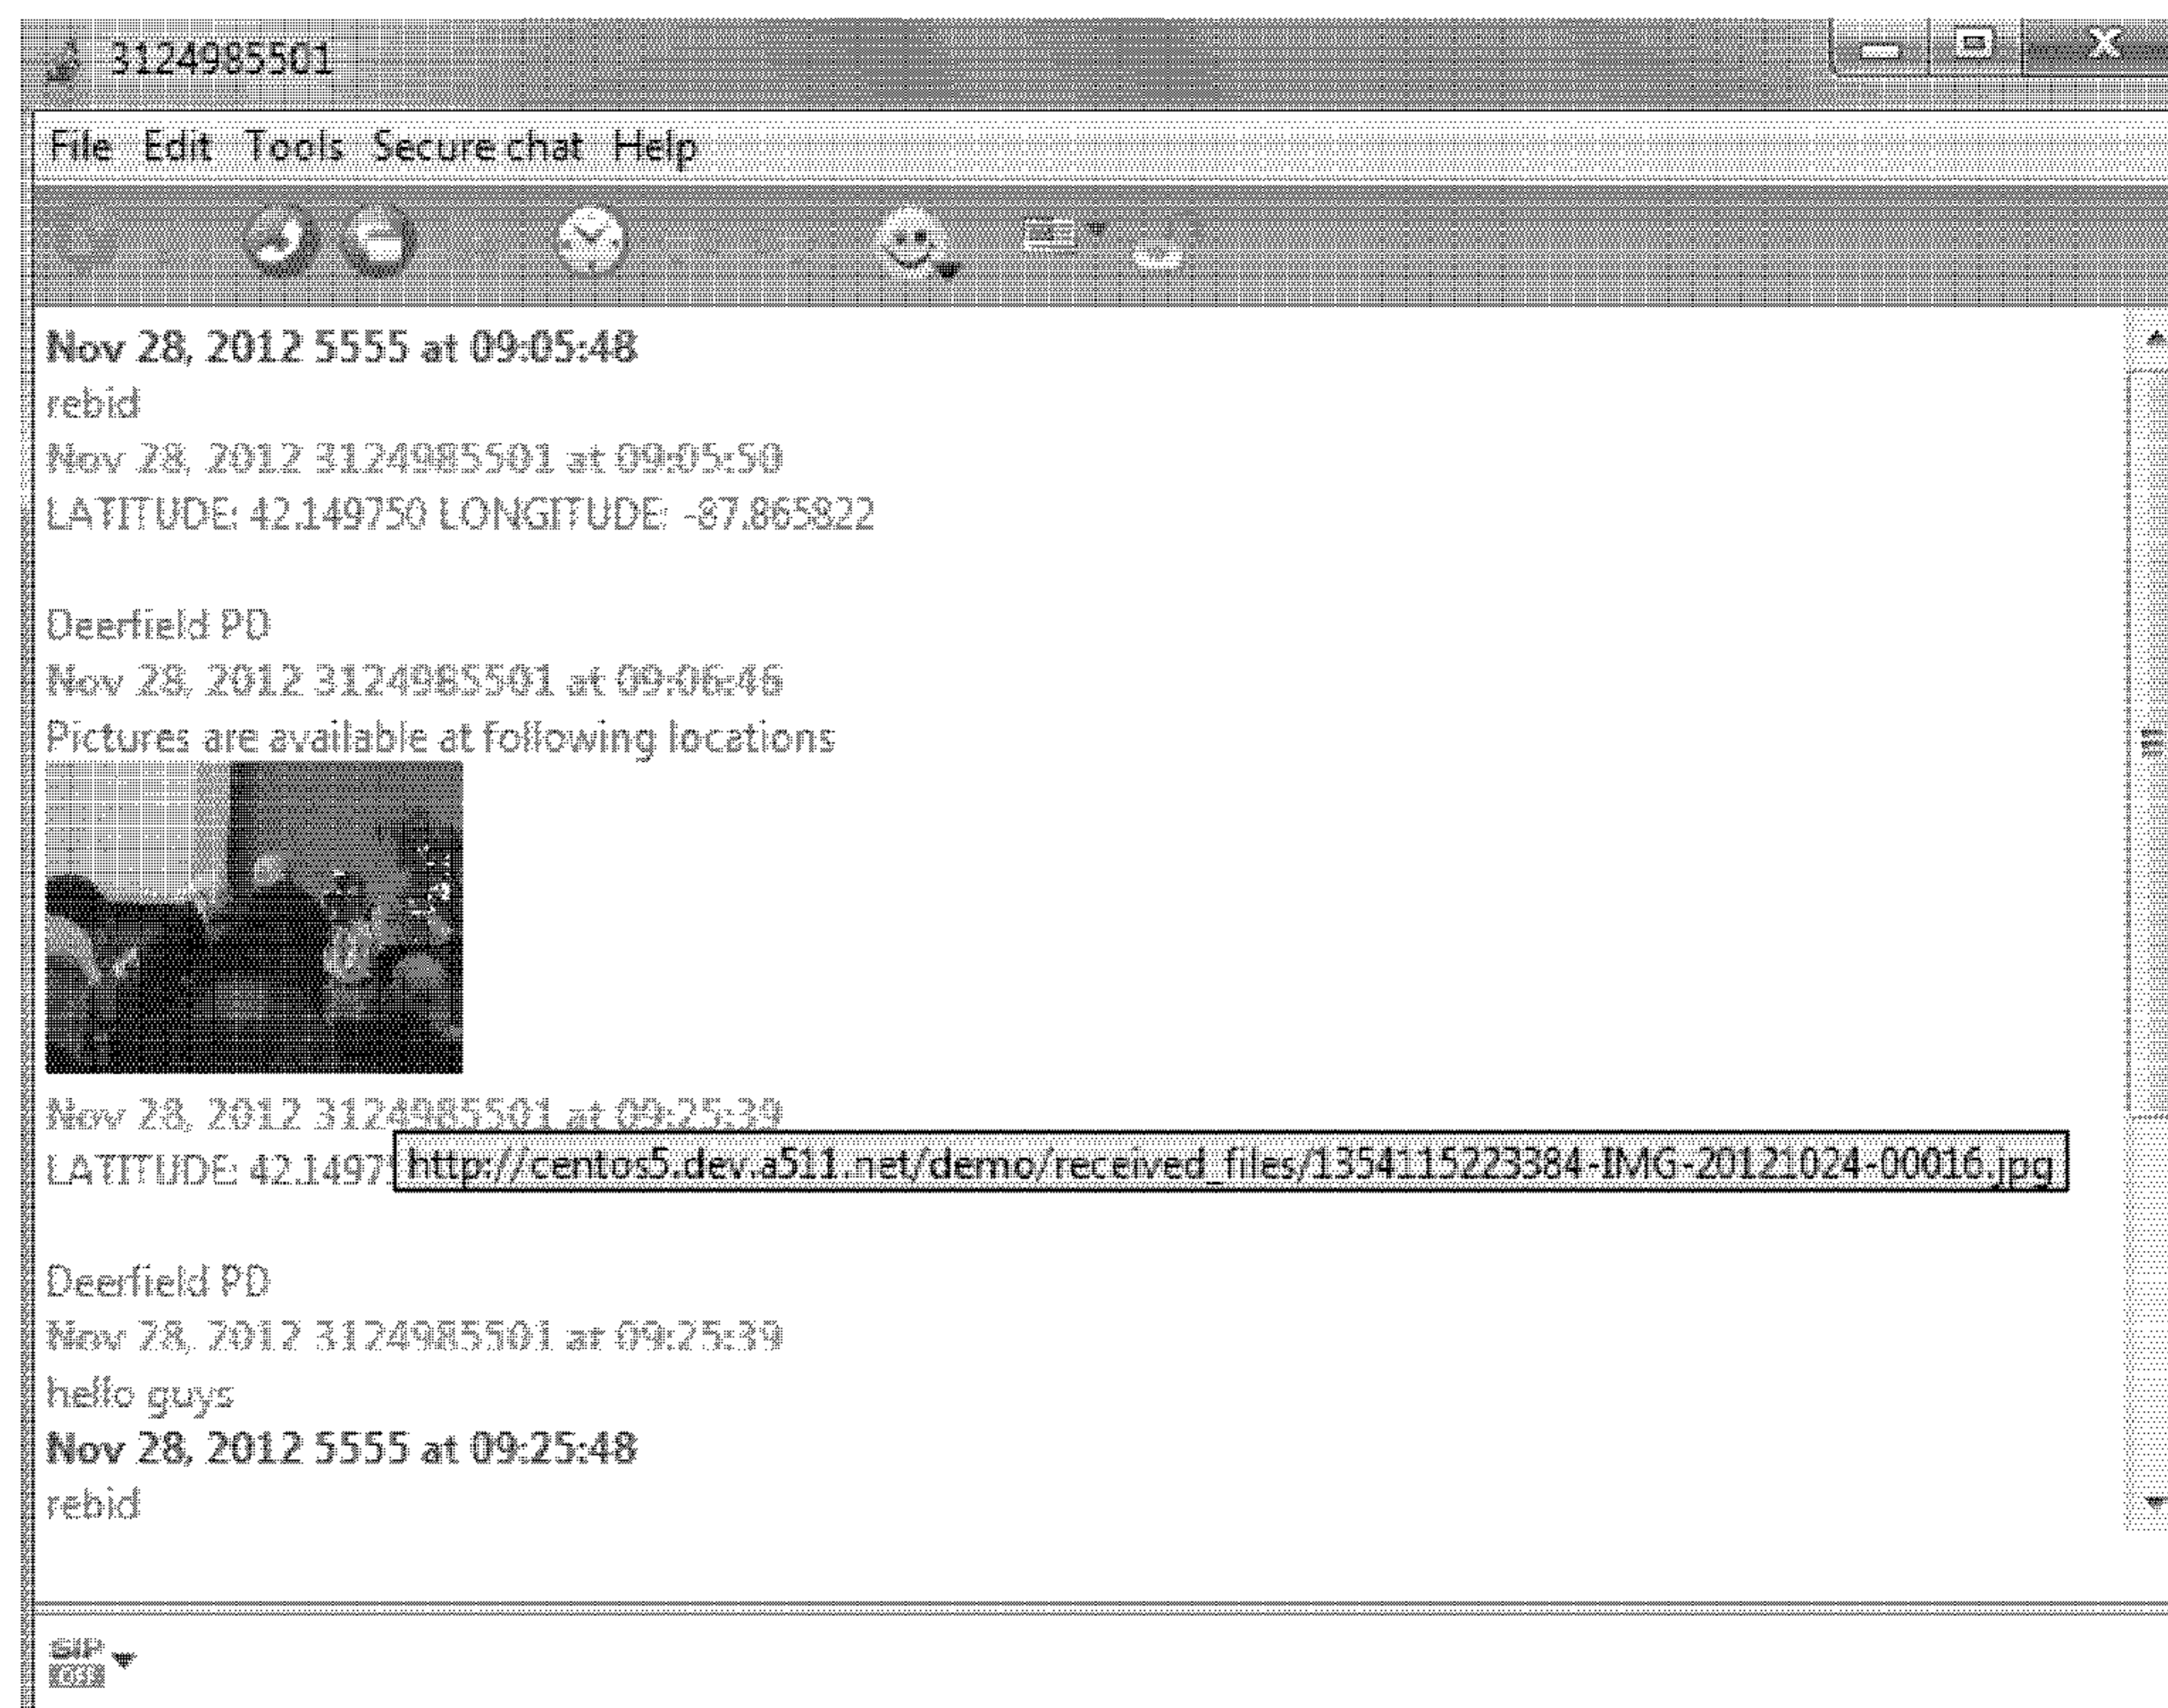 3124985501
File Edit Tools Secure chat Help
Nov 28, 2012 5555 at 09:05:48
rebid
Nov 28, 2012 3124985501 at 09:05:50
LATITUDE: 42.149750 LONGITUDE: -87.865822
Deerfield PD
Nov 28, 2012 3124985501 at 09:06:46
Pictures are available at following locations
Nov 28, 2012 3124985501 at 09:25:39
LATITUDE: 42.14975
http://centos5.dev.a511.net/demo/received_files/1354115223384-IMG-20121024-00016.jpg
Deerfield PD
Nov 28, 2012 3124985501 at 09:25:39
hello guys
Nov 28, 2012 5555 at 09:25:48
rebid
SIP
OFF